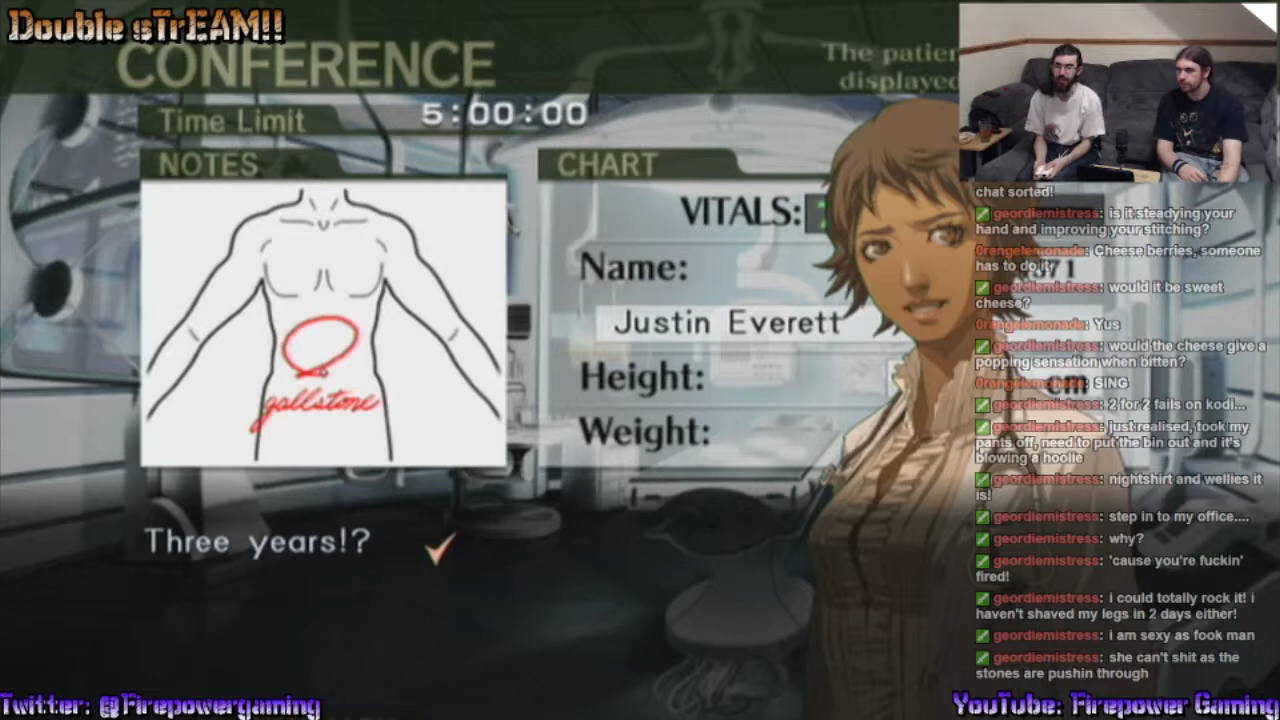 Double sTrEAM!!
CONFERENCE
The patien
displayed
Time Limit
5:00:00
NOTES
CHART
VITALS:
Name:
Justin Everett
Height:
cm
Weight:
gallstone
Three years!?
chat sorted!
geordiemistress: is it steadying your
hand and improving your stitching?
0rangelemonade: Cheese berries, someone
has to do it
geordiemistress: would it be sweet
cheese?
0rangelemonade: Yus
geordiemistress: would the cheese give a
popping sensation when bitten?
0rangelemonade: SING
geordiemistress: 2 for 2 fails on kodi...
geordiemistress: just realised, took my
pants off, need to put the bin out and it's
blowing a hoolie
geordiemistress: nightshirt and wellies it
is!
geordiemistress: step in to my office....
geordiemistress: why?
geordiemistress: 'cause you're fuckin'
fired!
geordiemistress: i could totally rock it! i
haven't shaved my legs in 2 days either!
geordiemistress: i am sexy as fook man
geordiemistress: she can't shit as the
stones are pushin through
Twitter: @Firepowergaming
YouTube: Firepower Gaming